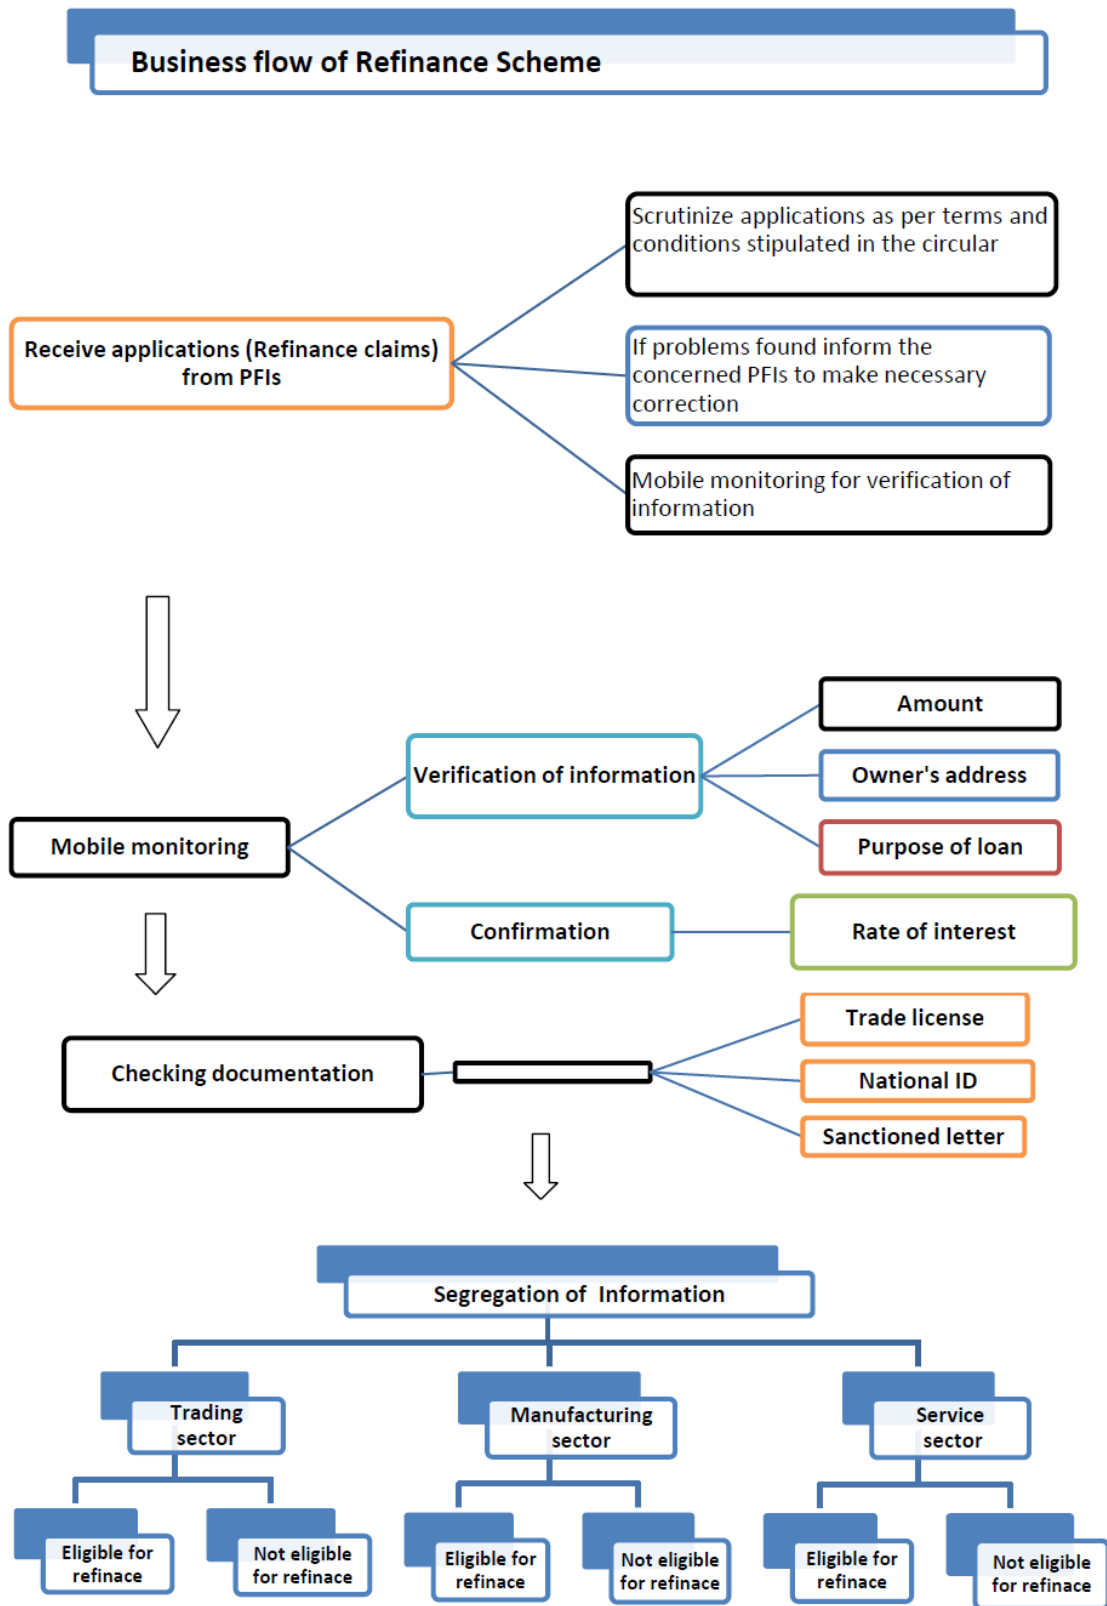 Business flow of Refinance Scheme
Scrutinize applications as per terms and
conditions stipulated in the circular
Receive applications (Refinance claims)
from PFIs
If problems found inform the
concerned PFIs to make necessary
correction
Mobile monitoring for verification of
information
Amount
Verification of information
Owner's address
Mobile monitoring
Purpose of loan
Confirmation
Rate of interest
Trade license
Checking documentation
National ID
Sanctioned letter
Segregation of Information
Trading
sector
Manufacturing
sector
Service
sector
Eligible for
refinace
Not eligible
for refinace
Eligible for
refinace
Not eligible
for refinace
Eligible for
refinace
Not eligible
for refinace